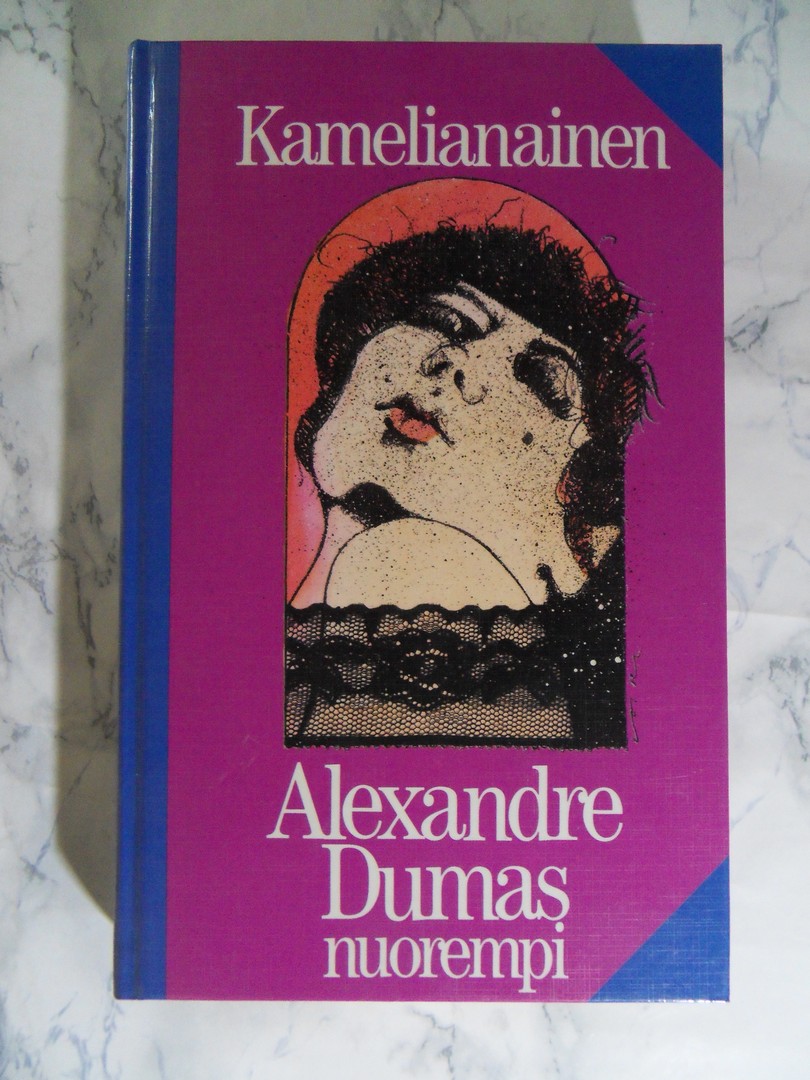 Kamelianainen
Alexandre
Dumas
nuorempi